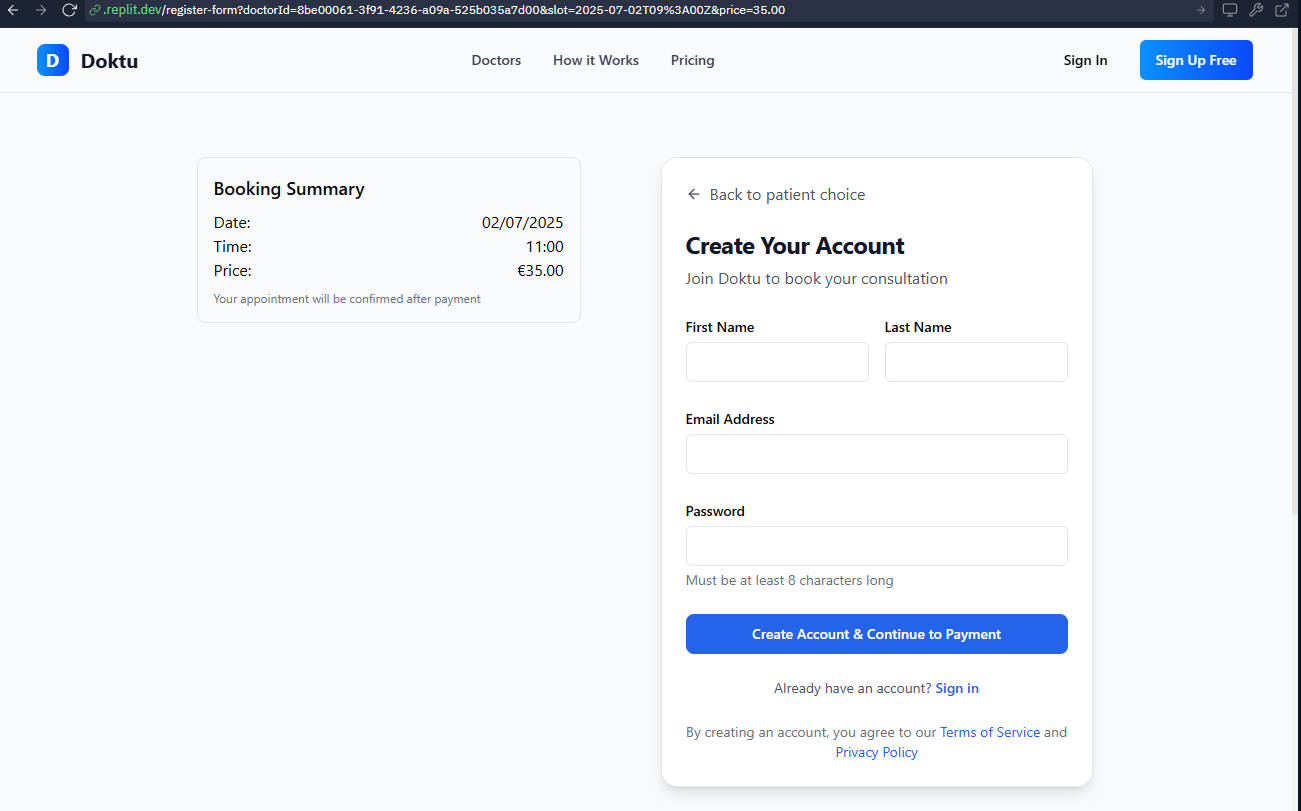 .replit.dev/register-form?doctorId=8be00061-3f91-4236-a09a-525b035a7d00&slot=2025-07-02T09%3A00Z&price=35.00
D Doktu
Doctors How it Works Pricing
Sign In Sign Up Free
Booking Summary
Date: 02/07/2025
Time: 11:00
Price: €35.00
Your appointment will be confirmed after payment
← Back to patient choice
Create Your Account
Join Doktu to book your consultation
First Name Last Name
Email Address
Password
Must be at least 8 characters long
Create Account & Continue to Payment
Already have an account? Sign in
By creating an account, you agree to our Terms of Service and
Privacy Policy